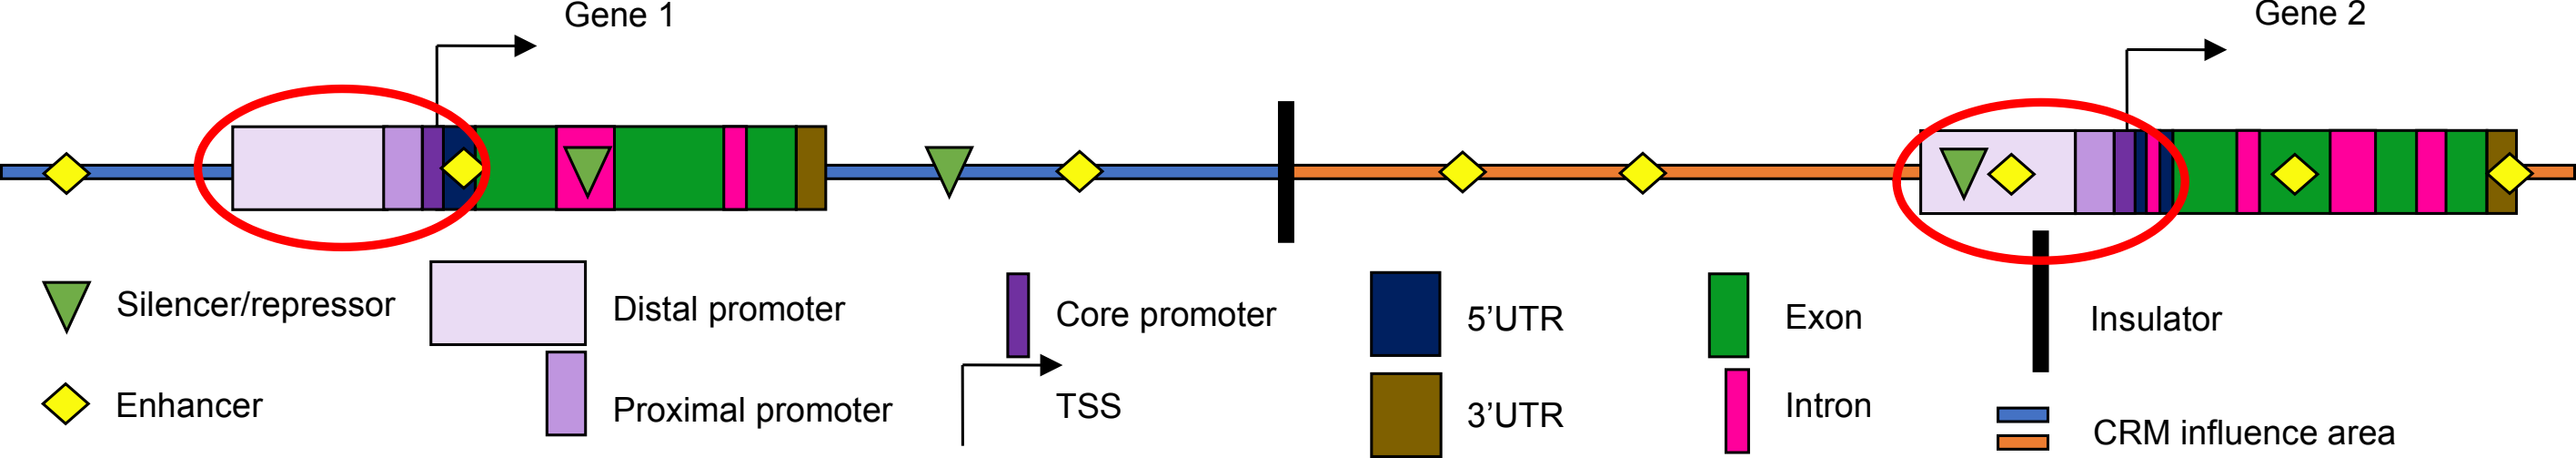 Gene 1
Gene 2
Silencer/repressor
Distal promoter
Core promoter
5’UTR
Exon
Insulator
Enhancer
Proximal promoter
TSS
3’UTR
Intron
CRM influence area